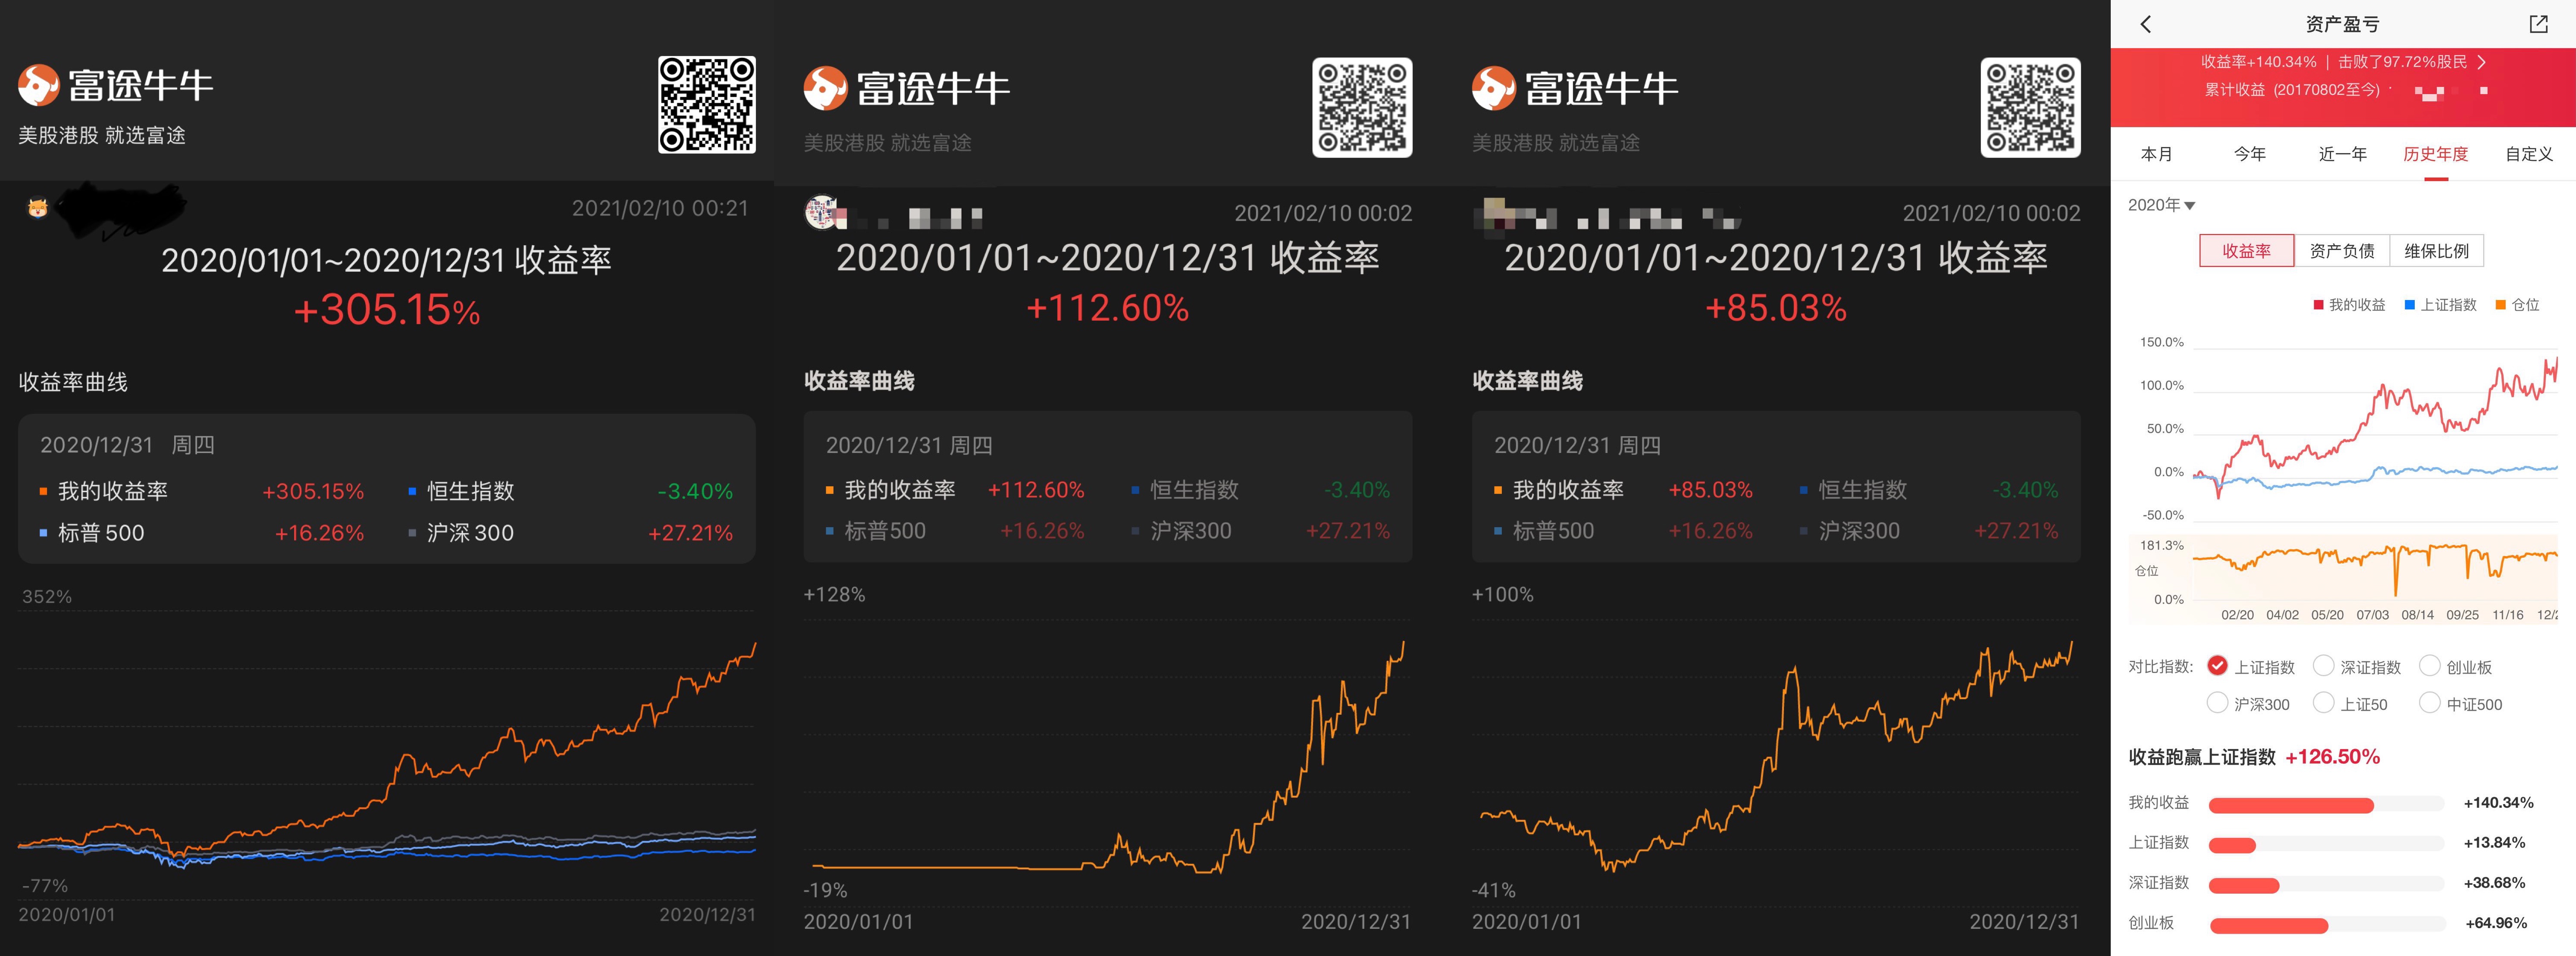 富途牛牛
美股港股 就选富途
2021/02/10 00:21
2020/01/01~2020/12/31 收益率
+305.15%
收益率曲线
2020/12/31 周四
我的收益率 +305.15% 恒生指数 -3.40%
标普500 +16.26% 沪深300 +27.21%
352%
-77%
2020/01/01 2020/12/31
富途牛牛
美股港股 就选富途
2021/02/10 00:02
2020/01/01~2020/12/31 收益率
+112.60%
收益率曲线
2020/12/31 周四
我的收益率 +112.60% 恒生指数 -3.40%
标普500 +16.26% 沪深300 +27.21%
+128%
-19%
2020/01/01 2020/12/31
富途牛牛
美股港股 就选富途
2021/02/10 00:02
2020/01/01~2020/12/31 收益率
+85.03%
收益率曲线
2020/12/31 周四
我的收益率 +85.03% 恒生指数 -3.40%
标普500 +16.26% 沪深300 +27.21%
+100%
-41%
2020/01/01 2020/12/31
资产盈亏
收益率+140.34% | 击败了97.72%股民
累计收益 (20170802至今)
本月 今年 近一年 历史年度 自定义
2020年
收益率 资产负债 维保比例
我的收益 上证指数 仓位
150.0%
100.0%
50.0%
0.0%
-50.0%
181.3%
仓位
0.0%
02/20 04/02 05/20 07/03 08/14 09/25 11/16 12/2
对比指数: 上证指数 深证指数 创业板
沪深300 上证50 中证500
收益跑赢上证指数 +126.50%
我的收益 +140.34%
上证指数 +13.84%
深证指数 +38.68%
创业板 +64.96%